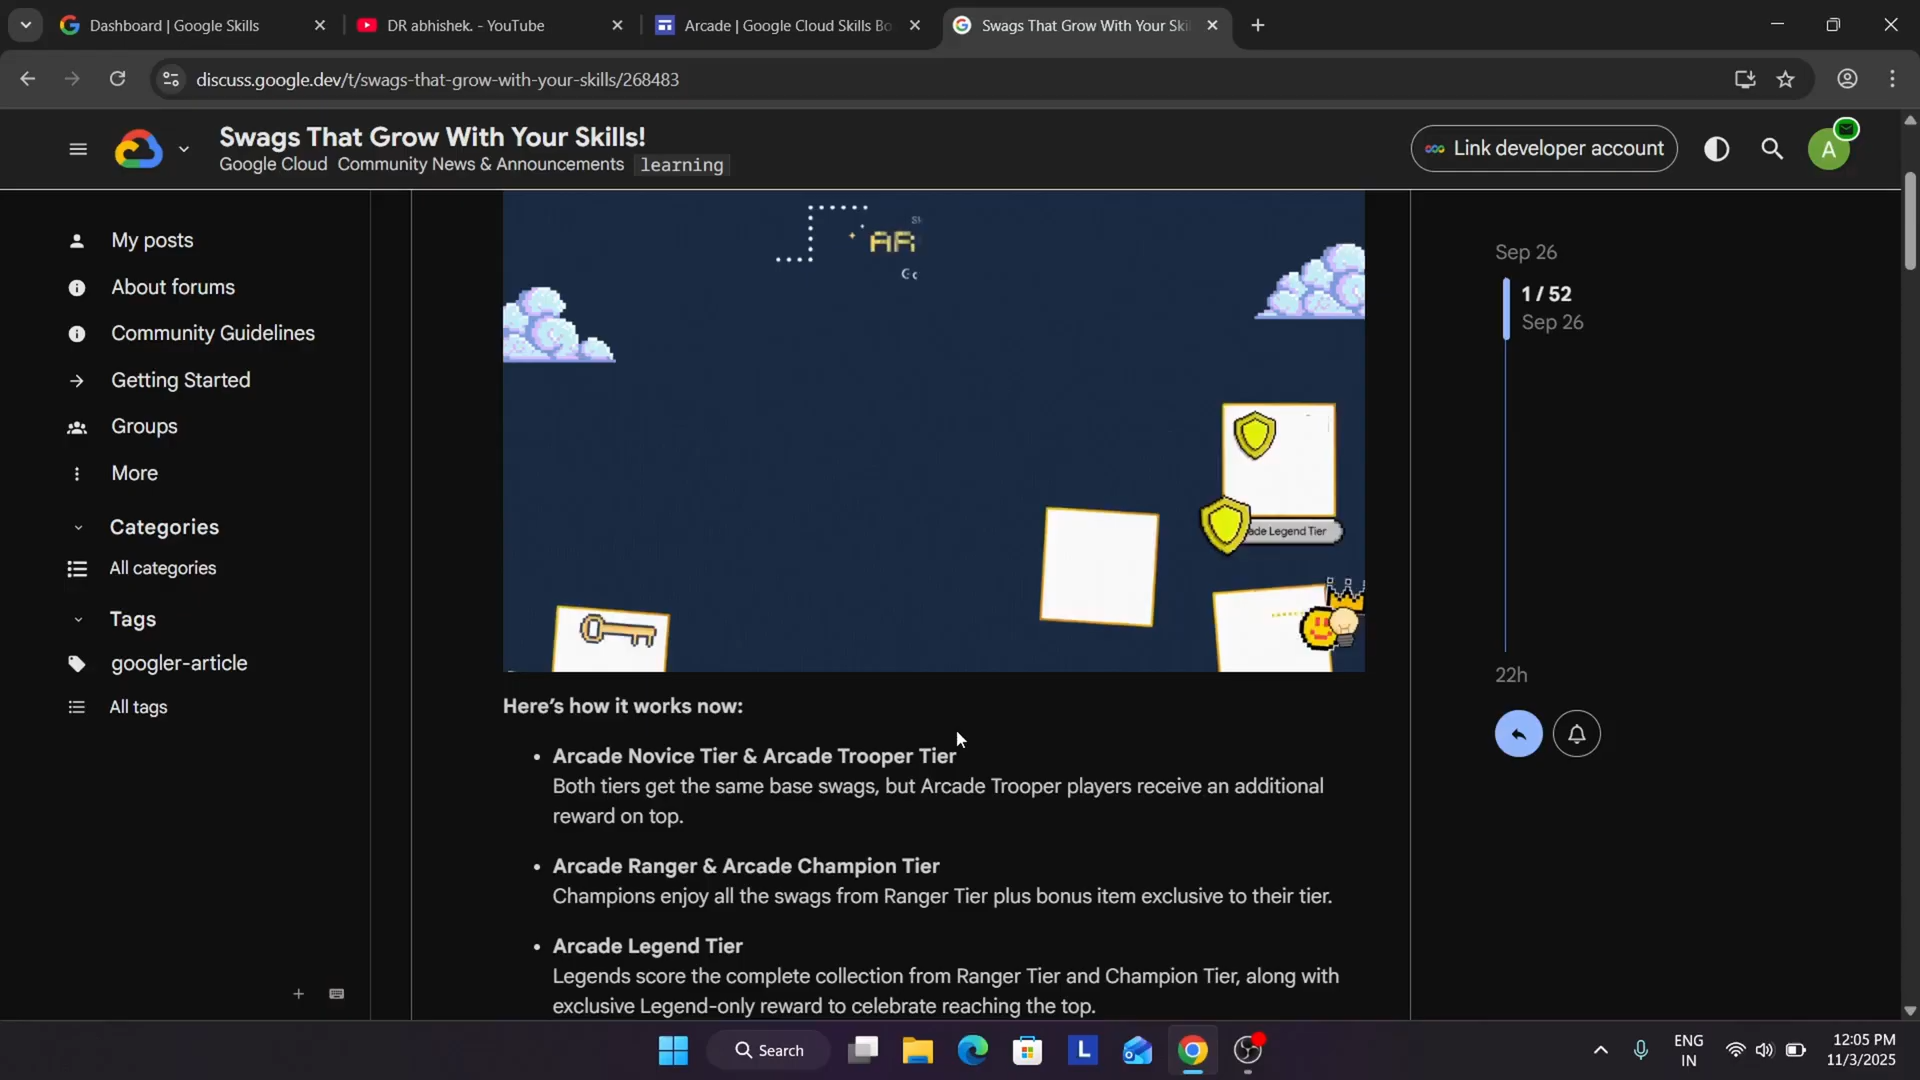 Dashboard | Google Skills
DR abhishek. - YouTube
Arcade | Google Cloud Skills Bo
Swags That Grow With Your Skil
discuss.google.dev/t/swags-that-grow-with-your-skills/268483
Swags That Grow With Your Skills!
Google Cloud Community News & Announcements learning
Link developer account
A
My posts
About forums
Community Guidelines
Getting Started
Groups
More
Categories
All categories
Tags
googler-article
All tags
AR
ade Legend Tier
Sep 26
1 / 52
Sep 26
22h
Here's how it works now:
• Arcade Novice Tier & Arcade Trooper Tier
Both tiers get the same base swags, but Arcade Trooper players receive an additional
reward on top.
• Arcade Ranger & Arcade Champion Tier
Champions enjoy all the swags from Ranger Tier plus bonus item exclusive to their tier.
• Arcade Legend Tier
Legends score the complete collection from Ranger Tier and Champion Tier, along with
exclusive Legend-only reward to celebrate reaching the top.
Search
L
ENG
IN
12:05 PM
11/3/2025